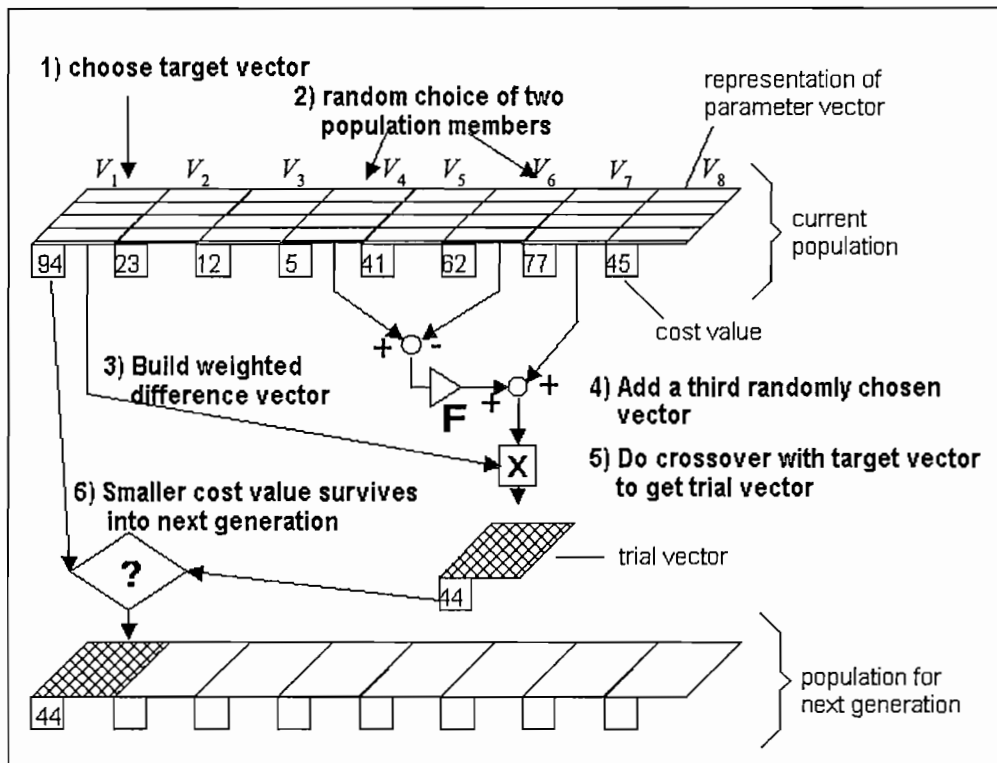 1) choose target vector
2) random choice of two
population members
representation of
parameter vector
V1 V2 V3 V4 V5 V6 V7 V8
current
population
94 23 12 5 41 62 77 45
cost value
+ -
3) Build weighted
difference vector
F
+ +
4) Add a third randomly chosen
vector
X
5) Do crossover with target vector
to get trial vector
6) Smaller cost value survives
into next generation
?
trial vector
44
population for
next generation
44